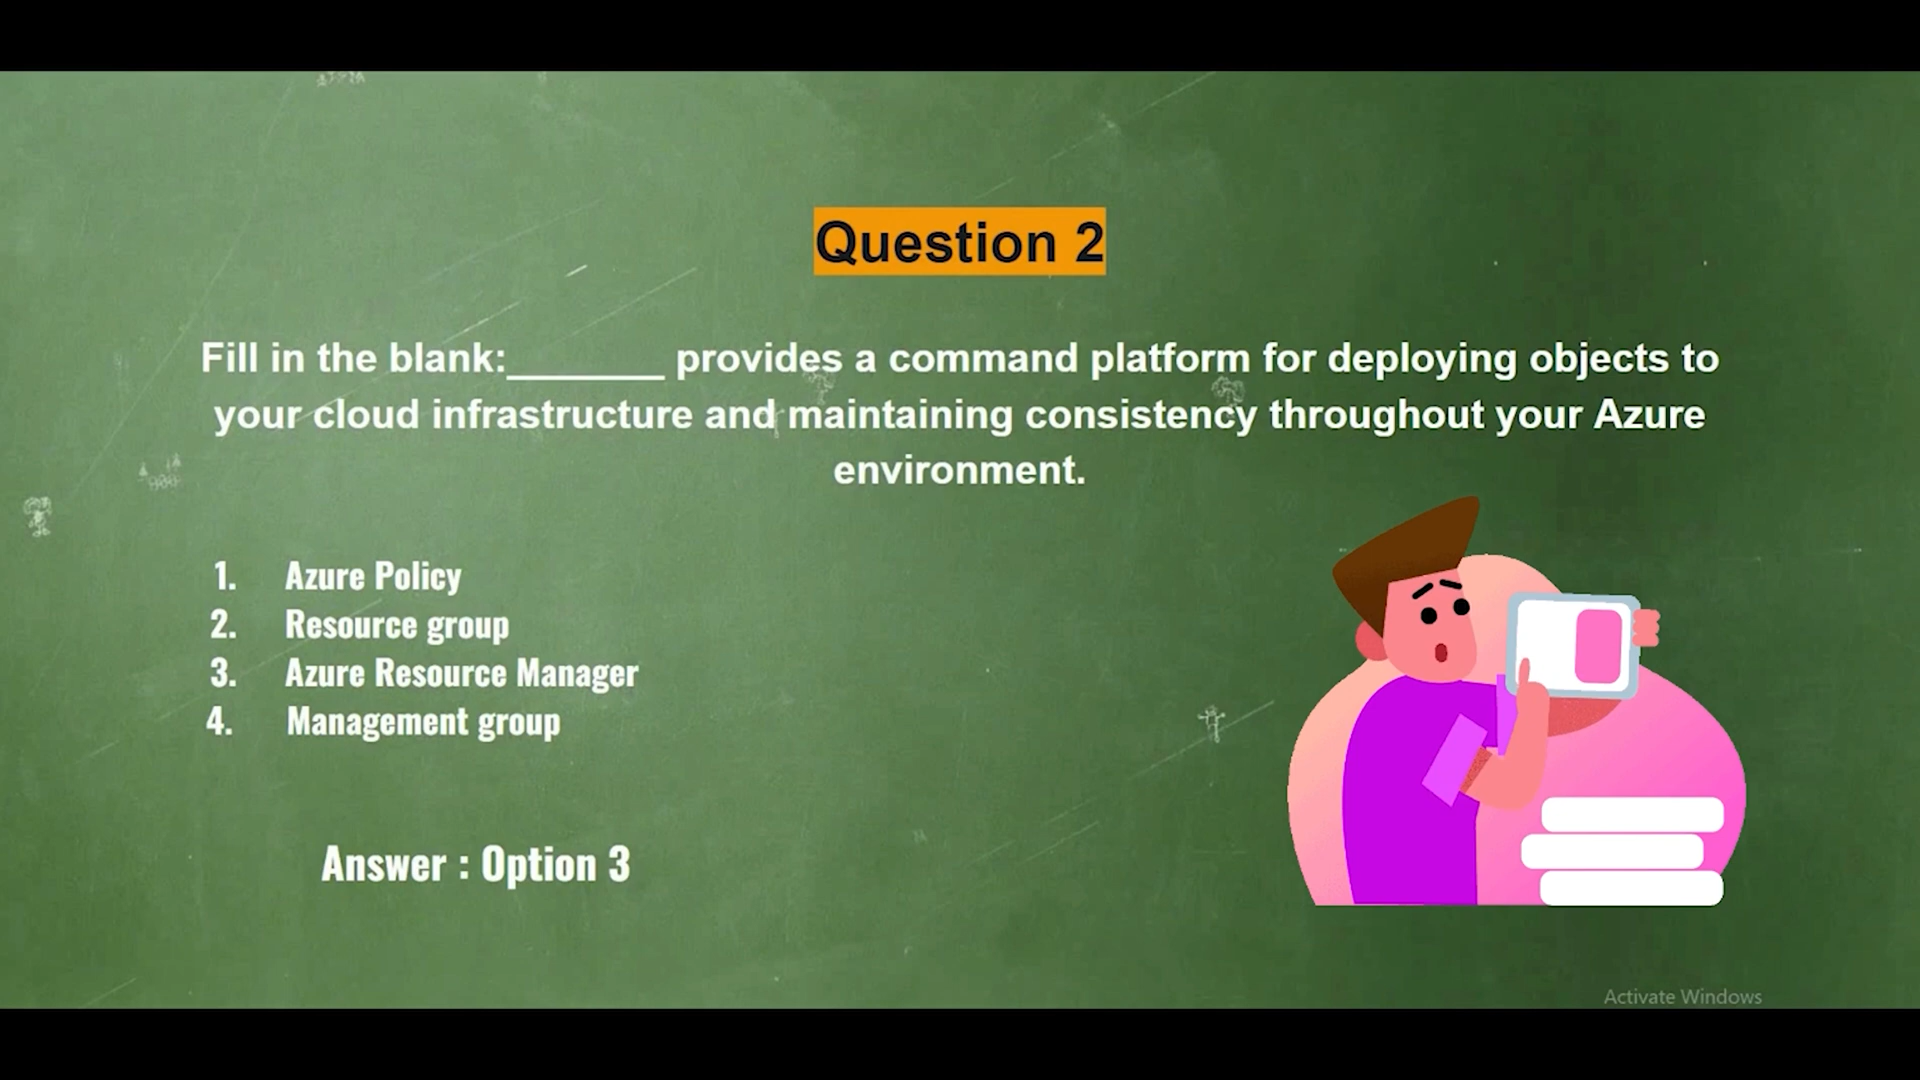 Question 2
Fill in the blank:_______ provides a command platform for deploying objects to
your cloud infrastructure and maintaining consistency throughout your Azure
environment.
1. Azure Policy
2. Resource group
3. Azure Resource Manager
4. Management group
Answer : Option 3
Activate Windows